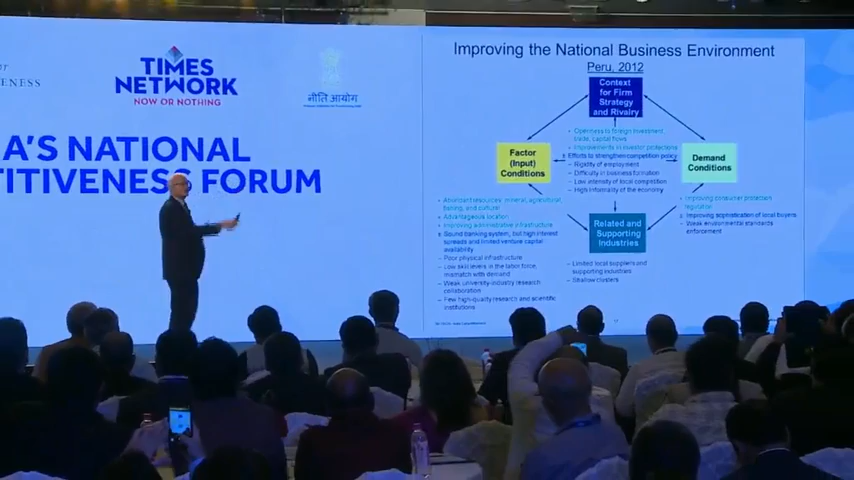 ENESS
TIMES
NETWORK
NOW OR NOTHING
नीति आयोग
A'S NATIONAL
TITIVENESS FORUM
Improving the National Business Environment
Peru, 2012
Context
for Firm
Strategy
and Rivalry
• Openness to foreign investment,
trade, capital flows
• Improvements in investor protections
± Efforts to strengthen competition policy
– Rigidity of employment
– Difficulty in business formation
– Low intensity of local competition
– High informality of the economy
Factor
(Input)
Conditions
Demand
Conditions
• Abundant resources: mineral, agricultural,
fishing, and cultural
• Advantageous location
• Improving administrative infrastructure
± Sound banking system, but high interest
spreads and limited venture capital
availability
– Poor physical infrastructure
– Low skill levels in the labor force,
mismatch with demand
– Weak university-industry research
collaboration
– Few high-quality research and scientific
institutions
• Improving consumer protection
regulation
± Improving sophistication of local buyers
– Weak environmental standards
enforcement
Related and
Supporting
Industries
– Limited local suppliers and
supporting industries
– Shallow clusters